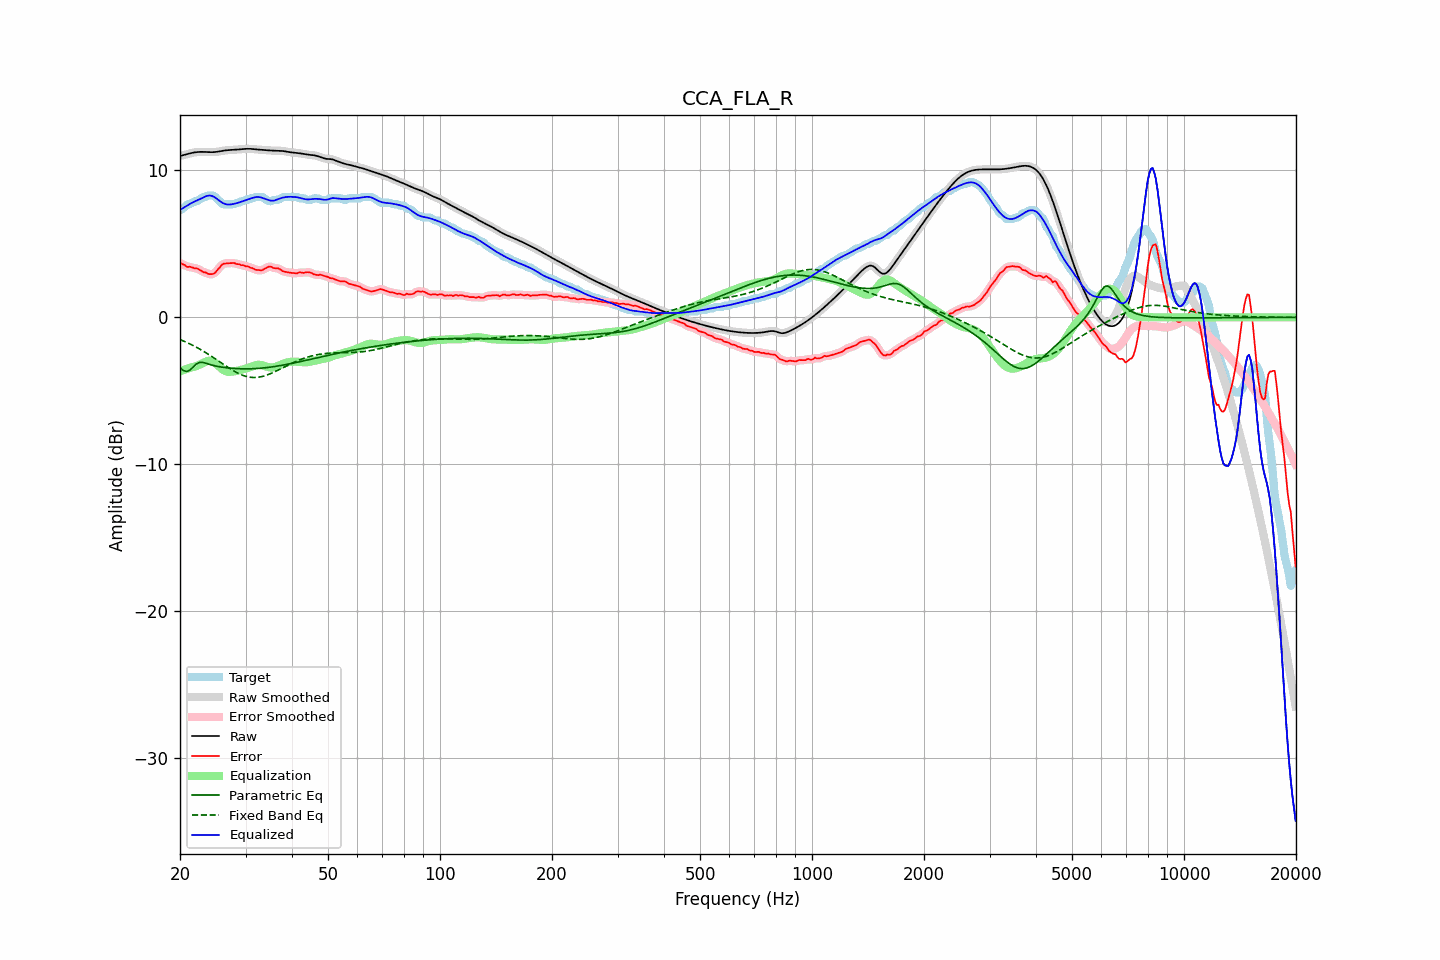 CCA_FLA_R
Amplitude (dBr)
10
0
−10
−20
−30
Target
Raw Smoothed
Error Smoothed
Raw
Error
Equalization
Parametric Eq
Fixed Band Eq
Equalized
20 50 100 200 500 1000 2000 5000 10000 20000
Frequency (Hz)